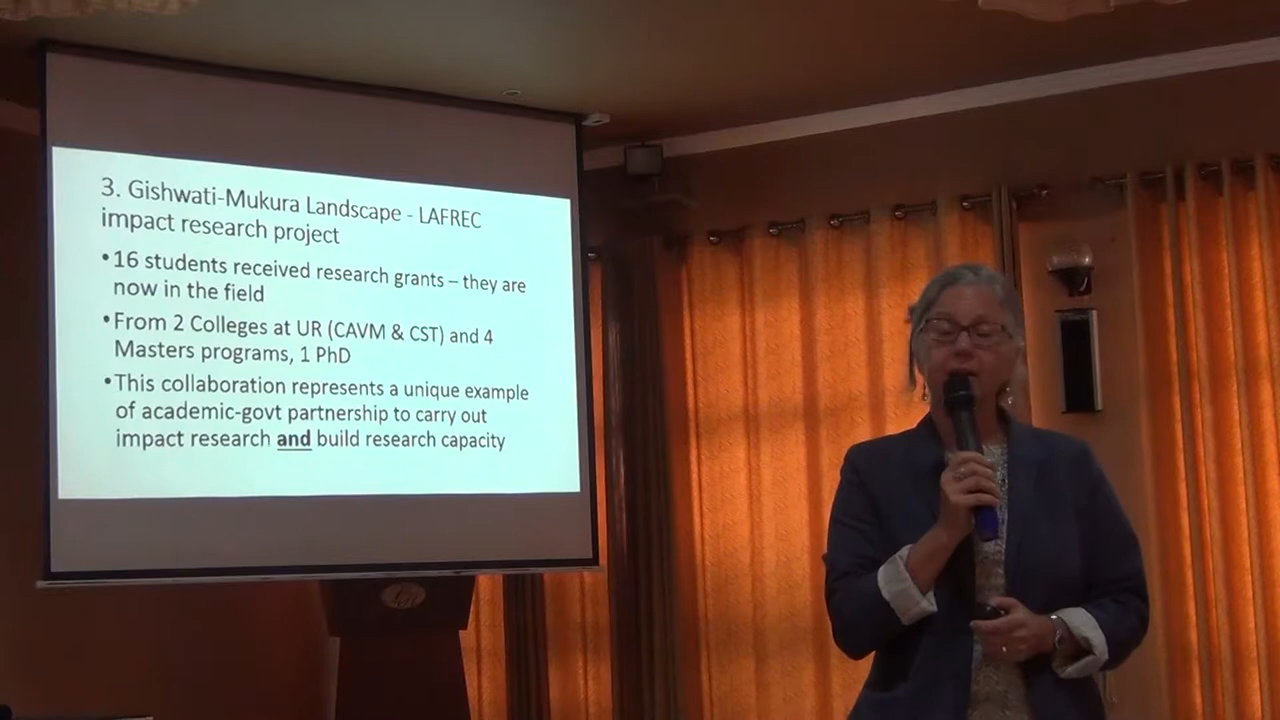 3. Gishwati-Mukura Landscape - LAFREC
impact research project
•16 students received research grants – they are
now in the field
•From 2 Colleges at UR (CAVM & CST) and 4
Masters programs, 1 PhD
•This collaboration represents a unique example
of academic-govt partnership to carry out
impact research and build research capacity